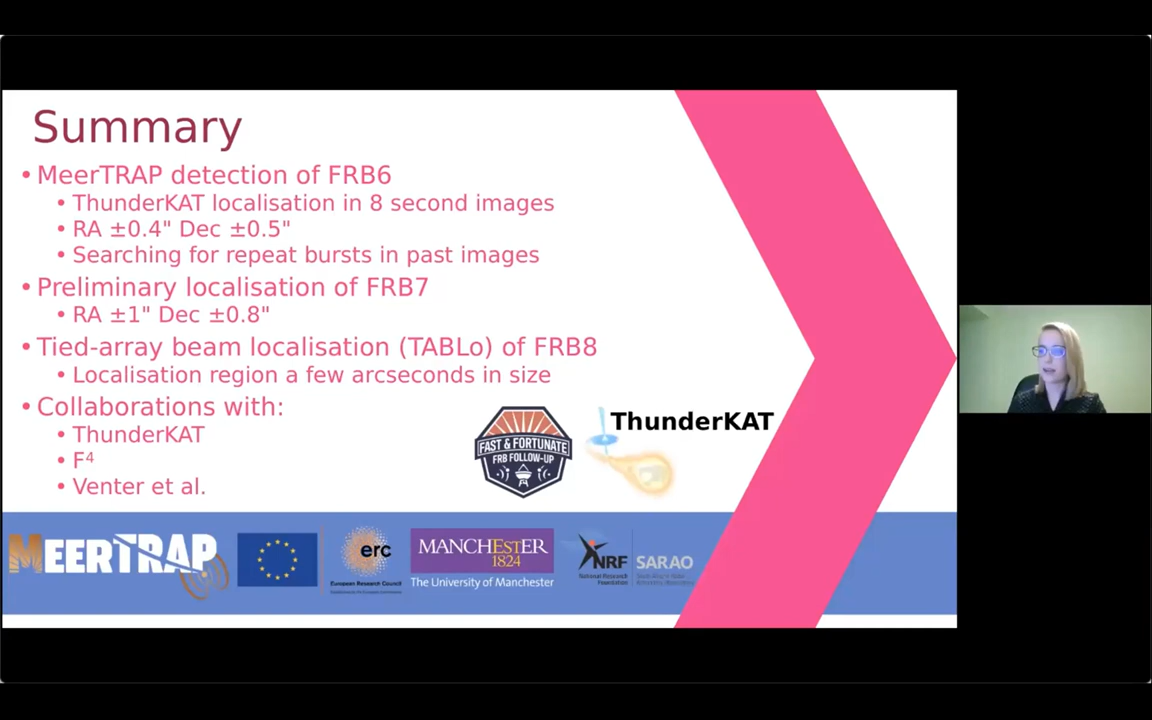 Summary
• MeerTRAP detection of FRB6
• ThunderKAT localisation in 8 second images
• RA ±0.4" Dec ±0.5"
• Searching for repeat bursts in past images
• Preliminary localisation of FRB7
• RA ±1" Dec ±0.8"
• Tied-array beam localisation (TABLo) of FRB8
• Localisation region a few arcseconds in size
• Collaborations with:
• ThunderKAT
• F⁴
• Venter et al.
FAST & FORTUNATE
FRB FOLLOW-UP
ThunderKAT
MEERTRAP
erc
European Research Council
MANCHESTER
1824
The University of Manchester
NRF
National Research
Foundation
SARAO